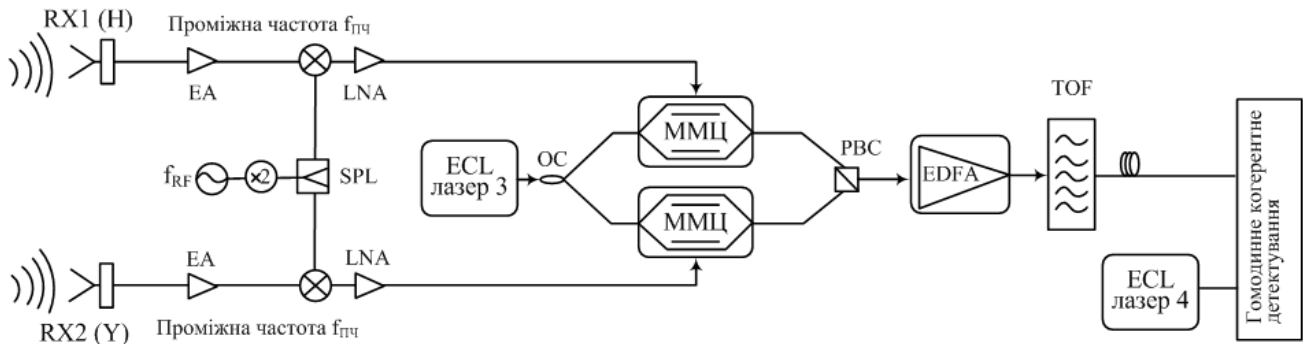 RX1 (H)
Проміжна частота fПЧ
EA
LNA
TOF
ММЦ
ECL
лазер 3
OC
PBC
EDFA
fRF
×2
SPL
ММЦ
EA
LNA
RX2 (Y)
Проміжна частота fПЧ
ECL
лазер 4
Гомодинне когерентне
детектування